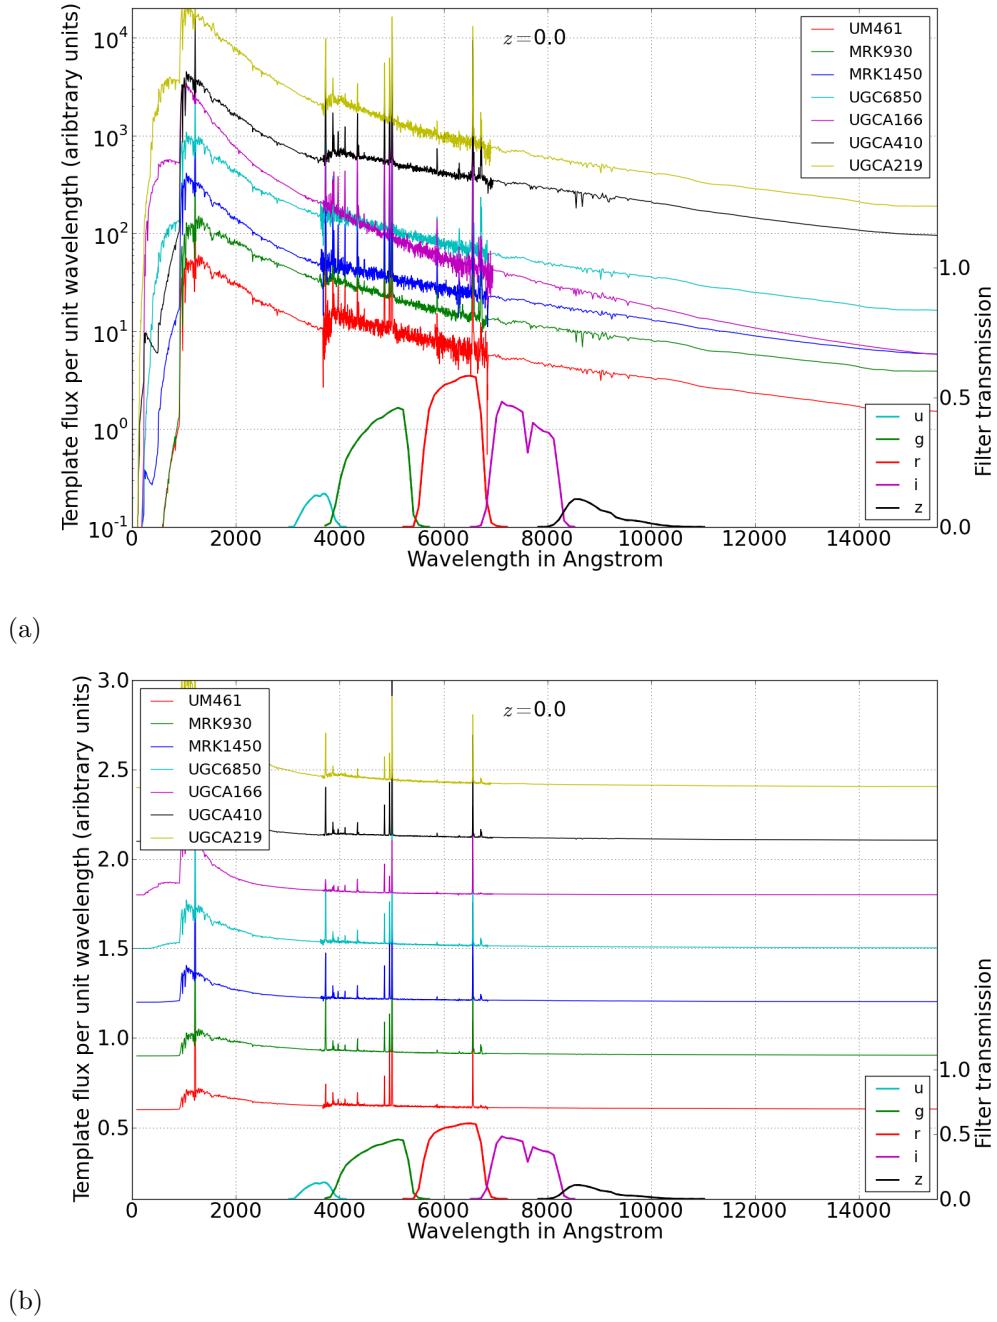 Template flux per unit wavelength (aribtrary units)
10^4
10^3
10^2
10^1
10^0
10^-1
z=0.0
UM461
MRK930
MRK1450
UGC6850
UGCA166
UGCA410
UGCA219
1.0
0.5
0.0
Filter transmission
u
g
r
i
z
0 2000 4000 6000 8000 10000 12000 14000
Wavelength in Angstrom
(a)
Template flux per unit wavelength (aribtrary units)
3.0
2.5
2.0
1.5
1.0
0.5
UM461
MRK930
MRK1450
UGC6850
UGCA166
UGCA410
UGCA219
z=0.0
1.0
0.5
0.0
Filter transmission
u
g
r
i
z
0 2000 4000 6000 8000 10000 12000 14000
Wavelength in Angstrom
(b)